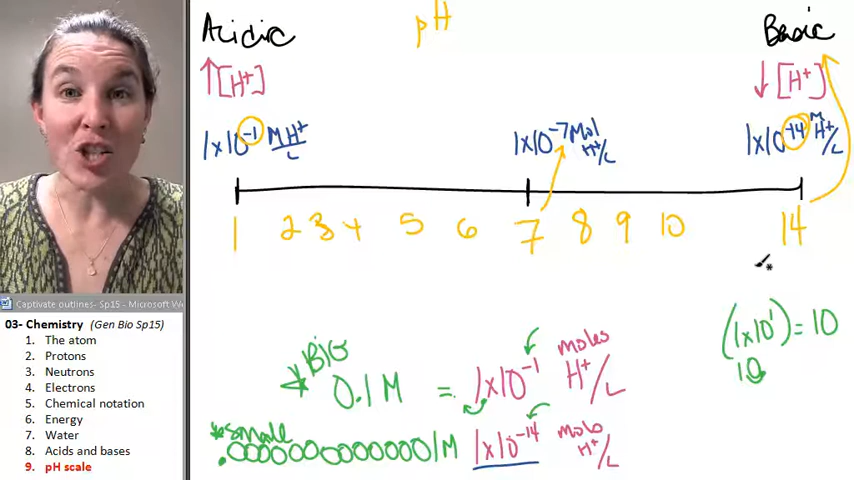 Acidic
pH
Basic
↑[H+]
↓[H+]
1x10-1 M H+/L
1x10-7 Mol H+/L
1x10-14 M H+/L
1 2 3 4 5 6 7 8 9 10 14
(1x10¹) = 10
10
*BIG
0.1 M = 1x10-1 moles H+/L
*small
.00000000000001M 1x10-14 mols H+/L
Captivate outlines- Sp15 - Microsoft W
03- Chemistry (Gen Bio Sp15)
1. The atom
2. Protons
3. Neutrons
4. Electrons
5. Chemical notation
6. Energy
7. Water
8. Acids and bases
9. pH scale